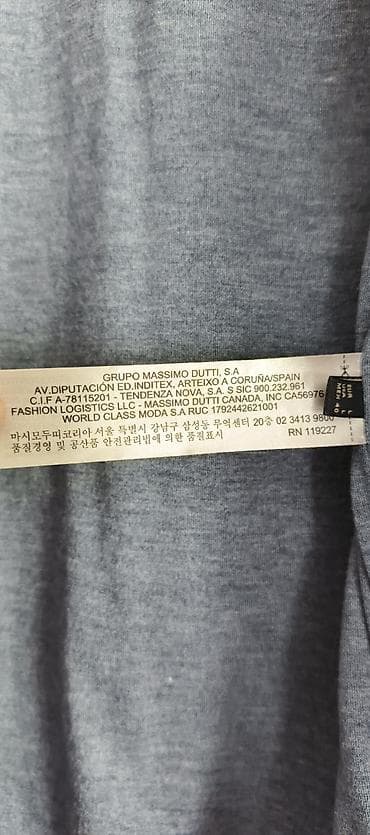 GRUPO MASSIMO DUTTI, S.A
AV.DIPUTACIÓN ED.INDITEX, ARTEIXO A CORUÑA/SPAIN
C.I.F A-78115201 - TENDENZA NOVA, S.A. S SIC 900.232.961
FASHION LOGISTICS LLC - MASSIMO DUTTI CANADA, INC CA56976
WORLD CLASS MODA S.A RUC 1792442621001
마시모두띠코리아 서울 특별시 강남구 삼성동 무역센터 20층 02 3413 9800
품질경영 및 공산품 안전관리법에 의한 품질표시
RN 119227
EUR L
USA L